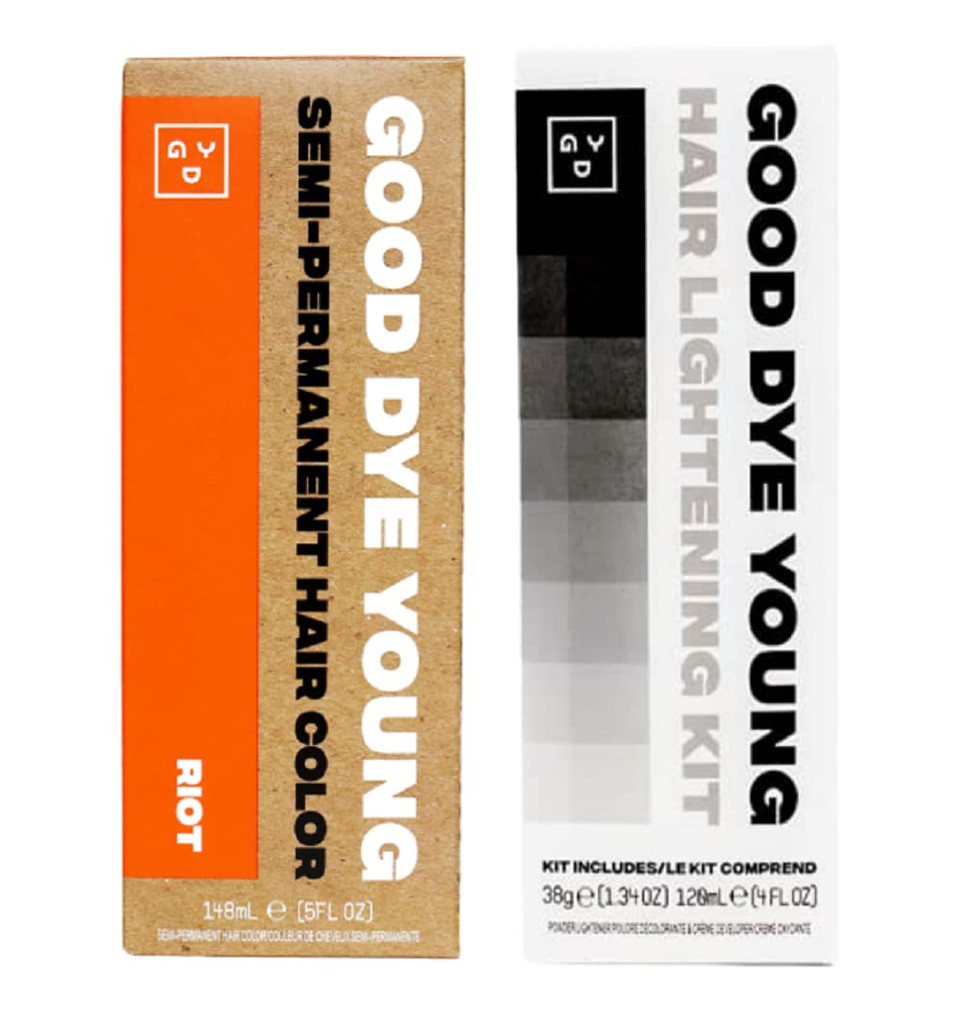 GOOD DYE YOUNG
SEMI-PERMANENT HAIR COLOR
YGD
RIOT
148mL ℮ (5FL OZ)
SEMI-PERMANENT HAIR COLOR/COULEUR DE CHEVEUX SEMI-PERMANENTE
GOOD DYE YOUNG
HAIR LIGHTENING KIT
YGD
KIT INCLUDES/LE KIT COMPREND
38g℮(1.34OZ) 120mL℮(4FL OZ)
POWDER LIGHTENER POUDRE DÉCOLORANTE & CRÈME DEVELOPER CRÈME OXYDANTE